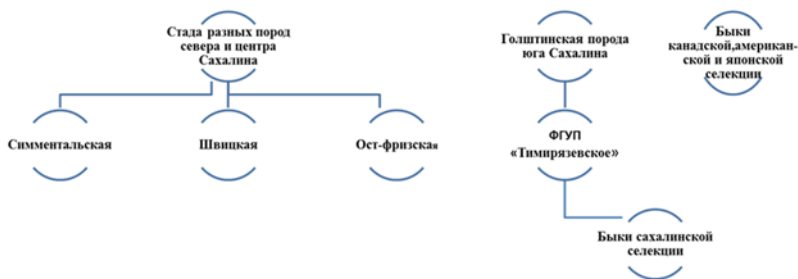 Стада разных пород
севера и центра
Сахалина
Голштинская порода
юга Сахалина
Быки
канадской,американ-
ской и японской
селекции
Симментальская
Швицкая
Ост-фризская
ФГУП
«Тимирязевское»
Быки сахалинской
селекции